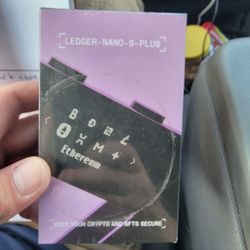 LEDGER-NANO-S-PLUS
Ethereum
KEEP YOUR CRYPTO AND NFTS SECURE